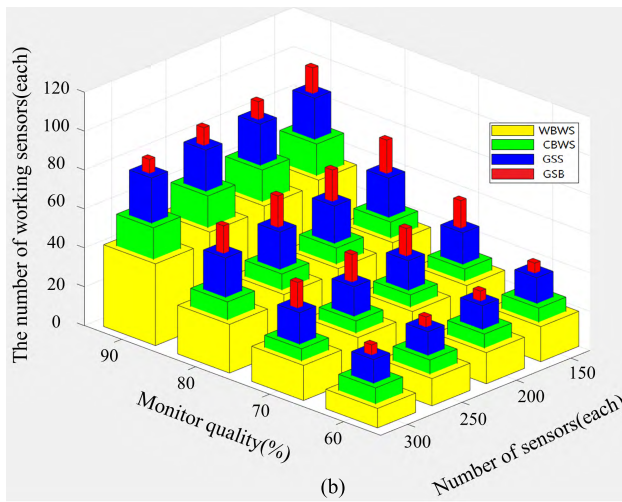 The number of working sensors(each)
120
100
80
60
40
20
0
WBWS
CBWS
GSS
GSB
90
80
70
60
Monitor quality(%)
300
250
200
150
Number of sensors(each)
(b)